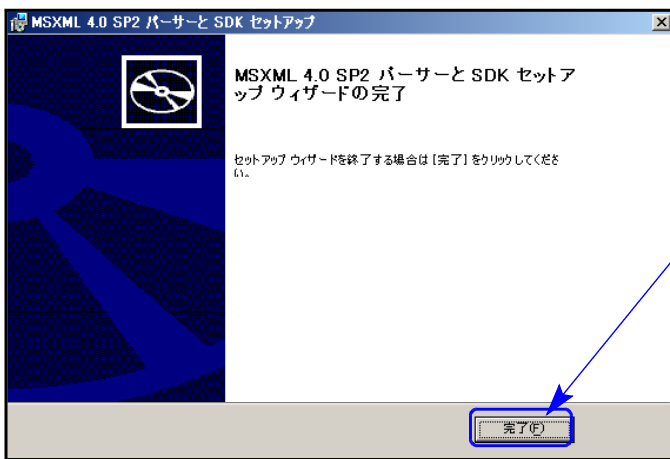 MSXML 4.0 SP2 パーサーと SDK セットアップ
MSXML 4.0 SP2 パーサーと SDK セットア
ップ ウィザードの完了
セットアップ ウィザードを終了する場合は [完了] をクリックしてくださ
い。
完了(F)